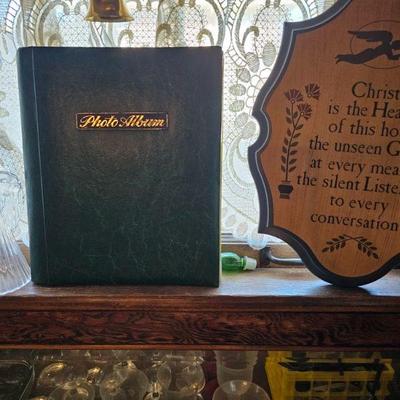 Photo Album
Christ
is the Hea
of this ho
the unseen G
at every mea
the silent Listen
to every
conversation